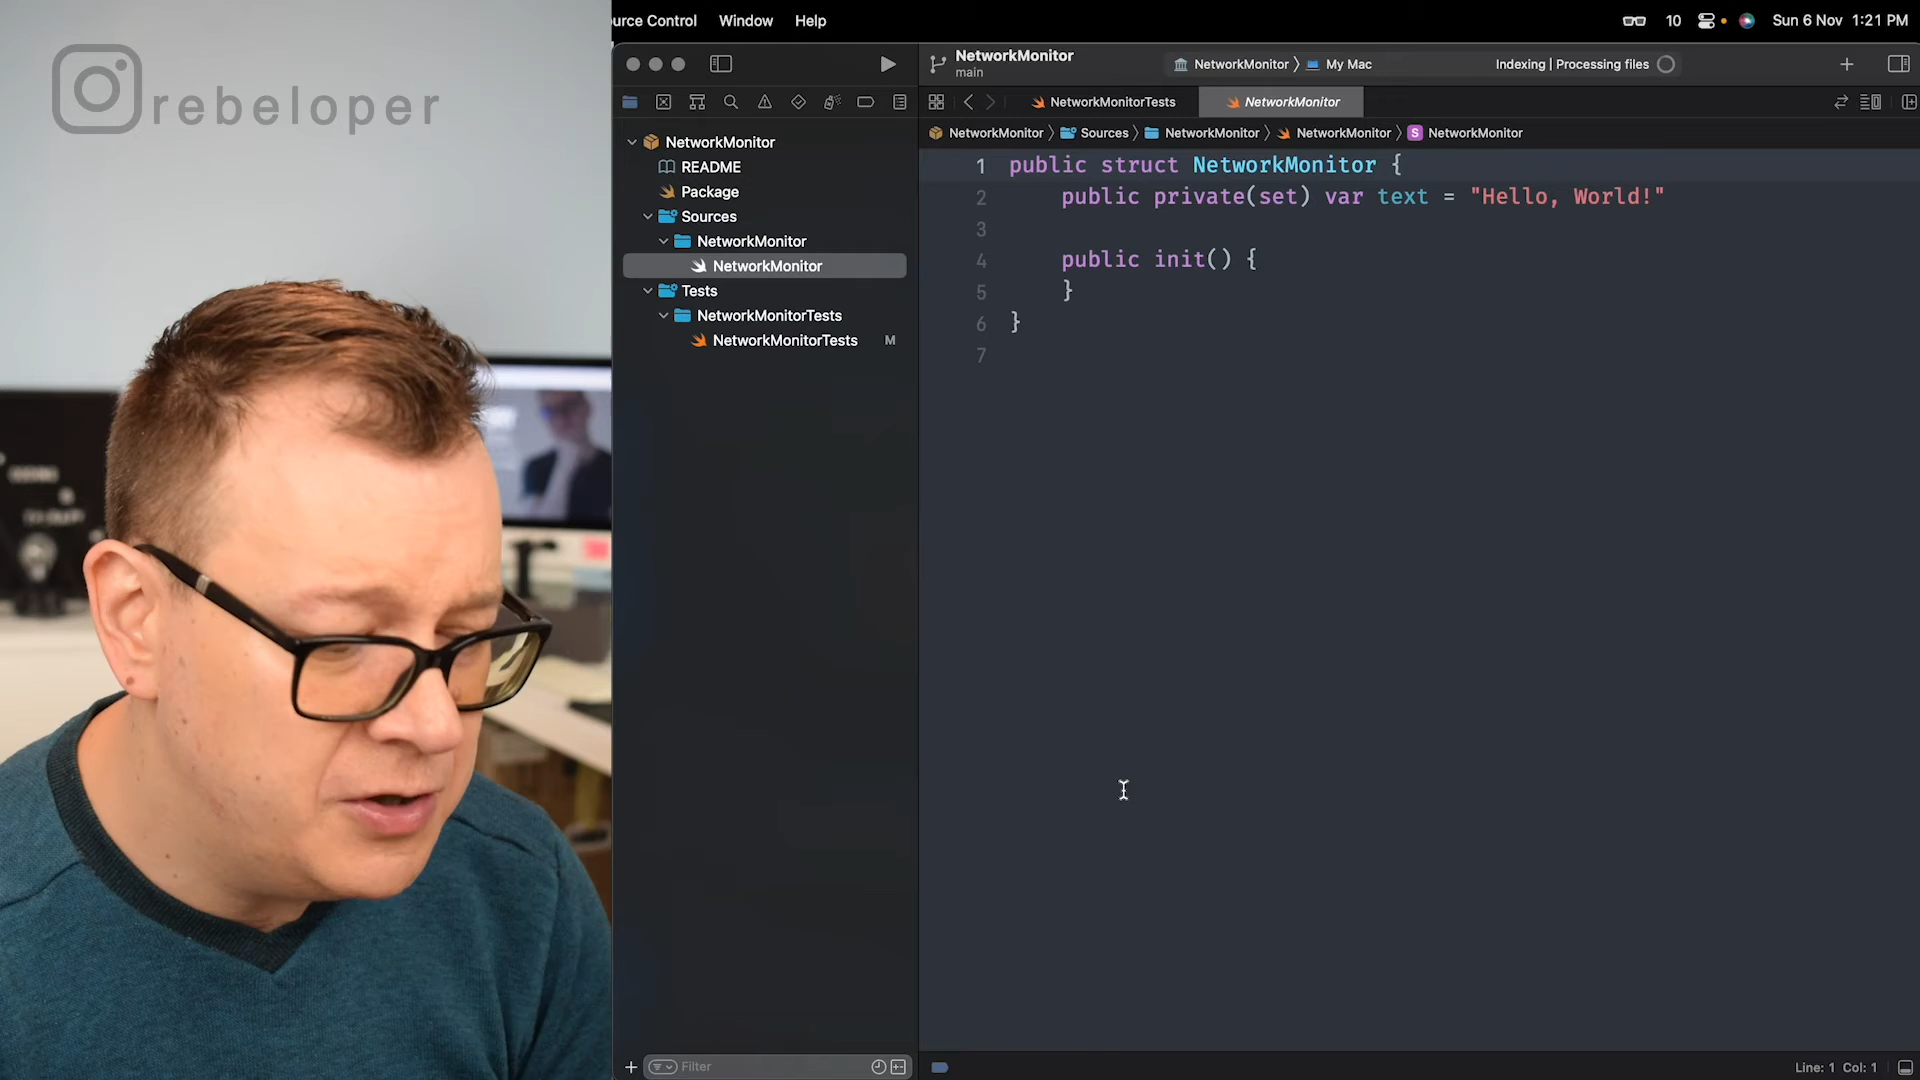 rebeloper
urce Control Window Help
10 Sun 6 Nov 1:21 PM
NetworkMonitor
main
NetworkMonitor My Mac
Indexing | Processing files
NetworkMonitorTests NetworkMonitor
NetworkMonitor Sources NetworkMonitor NetworkMonitor S NetworkMonitor
NetworkMonitor
README
Package
Sources
NetworkMonitor
NetworkMonitor
Tests
NetworkMonitorTests
NetworkMonitorTests M
1 public struct NetworkMonitor {
2 public private(set) var text = "Hello, World!"
3
4 public init() {
5 }
6 }
7
Filter
Line: 1 Col: 1